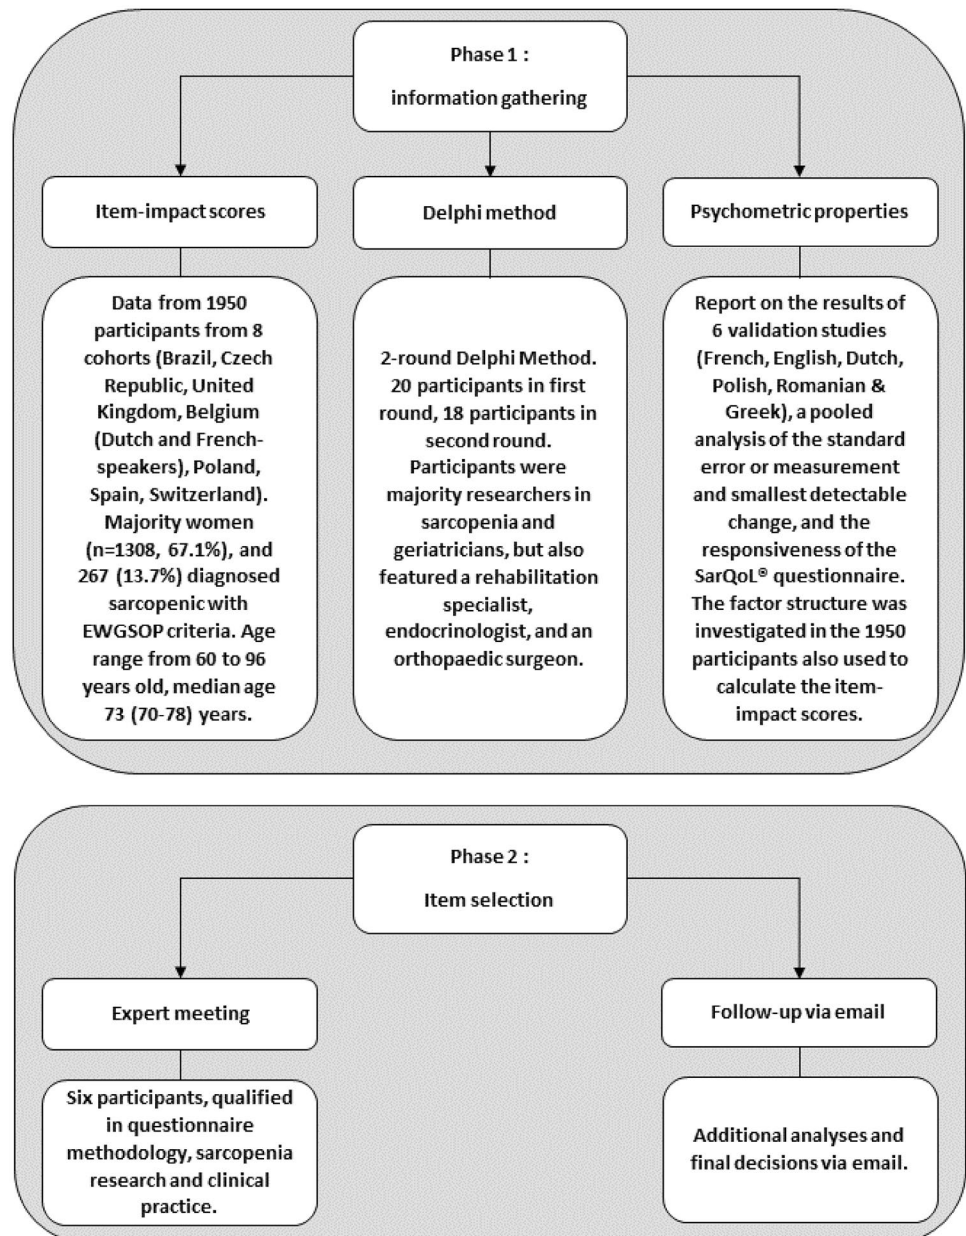 Phase 1 :
information gathering
Item-impact scores
Delphi method
Psychometric properties
Data from 1950
participants from 8
cohorts (Brazil, Czech
Republic, United
Kingdom, Belgium
(Dutch and French-
speakers), Poland,
Spain, Switzerland).
Majority women
(n=1308, 67.1%), and
267 (13.7%) diagnosed
sarcopenic with
EWGSOP criteria. Age
range from 60 to 96
years old, median age
73 (70-78) years.
2-round Delphi Method.
20 participants in first
round, 18 participants in
second round.
Participants were
majority researchers in
sarcopenia and
geriatricians, but also
featured a rehabilitation
specialist,
endocrinologist, and an
orthopaedic surgeon.
Report on the results of
6 validation studies
(French, English, Dutch,
Polish, Romanian &
Greek), a pooled
analysis of the standard
error or measurement
and smallest detectable
change, and the
responsiveness of the
SarQoL® questionnaire.
The factor structure was
investigated in the 1950
participants also used to
calculate the item-
impact scores.
Phase 2 :
Item selection
Expert meeting
Follow-up via email
Six participants, qualified
in questionnaire
methodology, sarcopenia
research and clinical
practice.
Additional analyses and
final decisions via email.